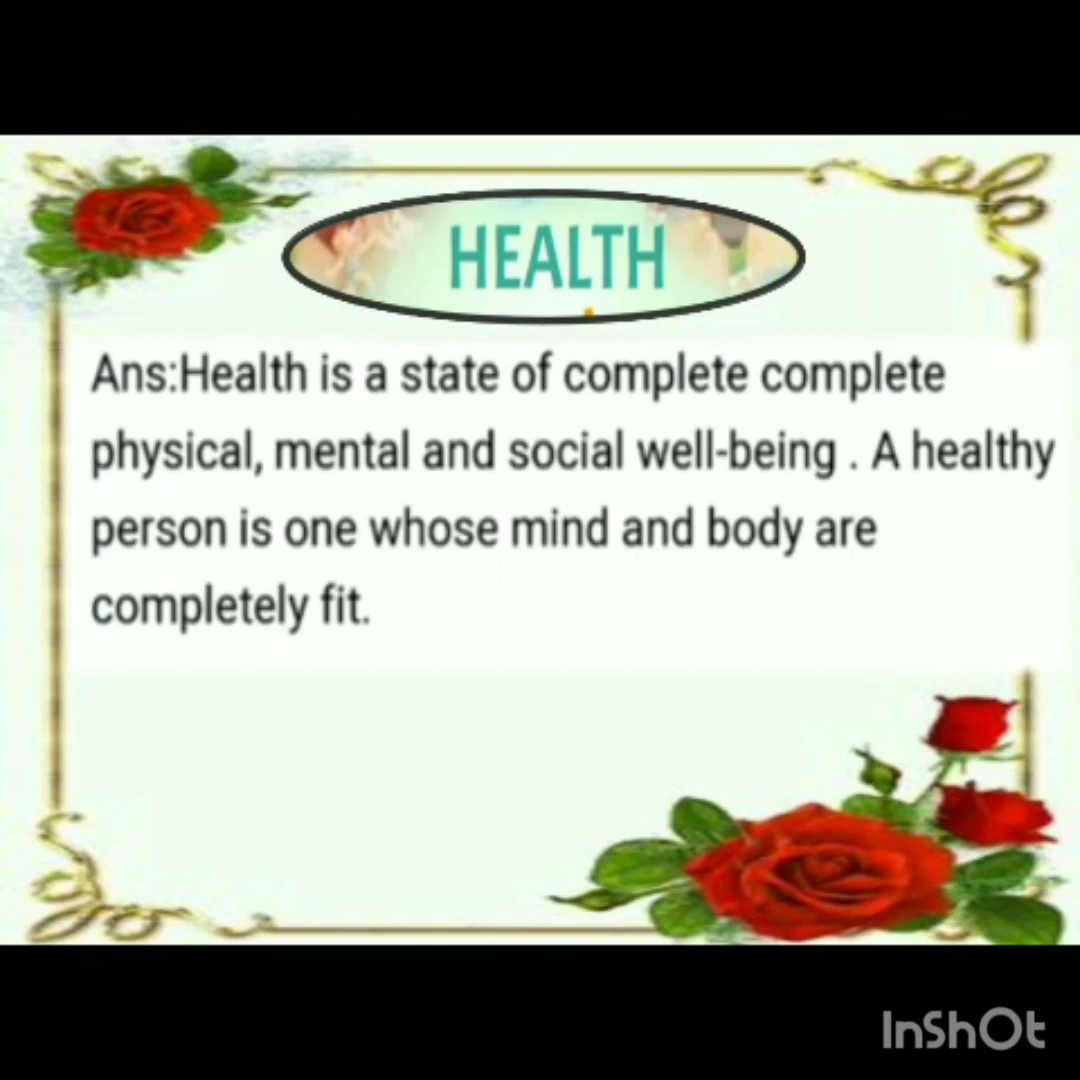 HEALTH
Ans:Health is a state of complete complete
physical, mental and social well-being . A healthy
person is one whose mind and body are
completely fit.
InShOt